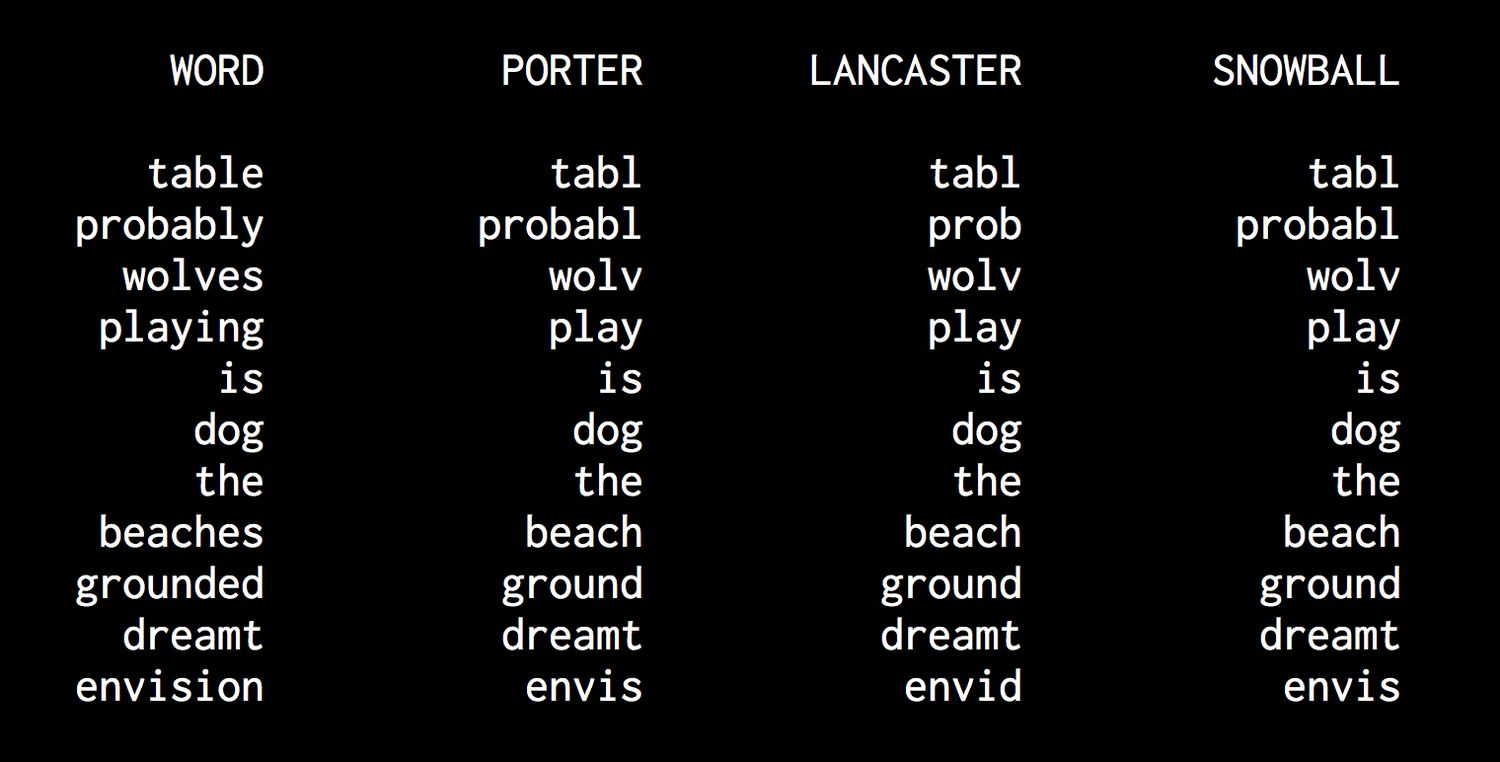 WORD PORTER LANCASTER SNOWBALL
table tabl tabl tabl
probably probabl prob probabl
wolves wolv wolv wolv
playing play play play
is is is is
dog dog dog dog
the the the the
beaches beach beach beach
grounded ground ground ground
dreamt dreamt dreamt dreamt
envision envis envid envis